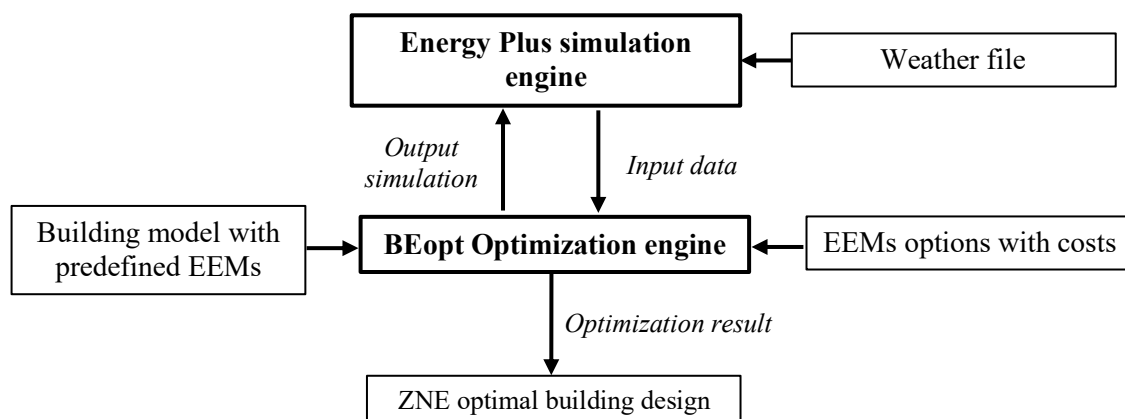 Energy Plus simulation
engine
Weather file
Output
simulation
Input data
Building model with
predefined EEMs
BEopt Optimization engine
EEMs options with costs
Optimization result
ZNE optimal building design